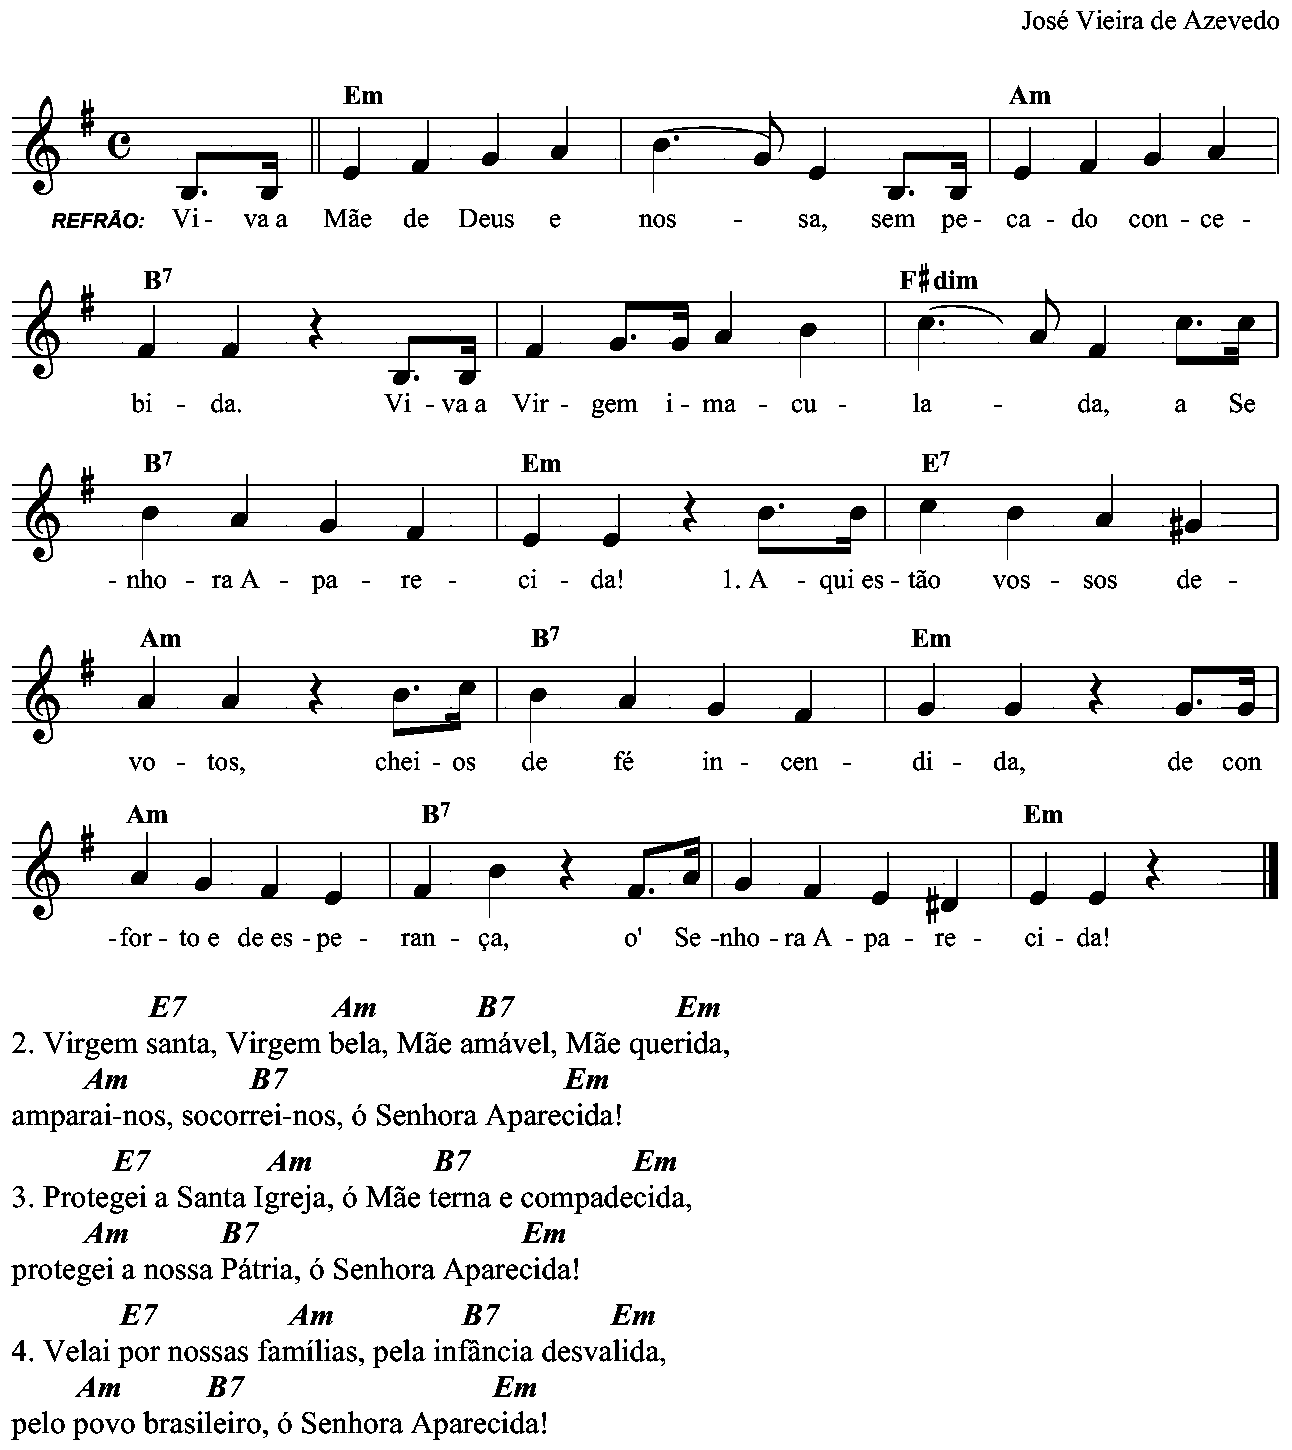 José Vieira de Azevedo
Em Am
REFRÃO: Vi - va a Mãe de Deus e nos - sa, sem pe - ca - do con - ce -
B7 F#dim
bi - da. Vi - va a Vir - gem i - ma - cu - la - da, a Se
B7 Em E7
-nho - ra A - pa - re - ci - da! 1. A - qui es - tão vos - sos de -
Am B7 Em
vo - tos, chei - os de fé in - cen - di - da, de con
Am B7 Em
-for - to e de es - pe - ran - ça, o' Se -nho - ra A - pa - re - ci - da!
E7 Am B7 Em
2. Virgem santa, Virgem bela, Mãe amável, Mãe querida,
Am B7 Em
amparai-nos, socorrei-nos, ó Senhora Aparecida!
E7 Am B7 Em
3. Protegei a Santa Igreja, ó Mãe terna e compadecida,
Am B7 Em
protegei a nossa Pátria, ó Senhora Aparecida!
E7 Am B7 Em
4. Velai por nossas famílias, pela infância desvalida,
Am B7 Em
pelo povo brasileiro, ó Senhora Aparecida!